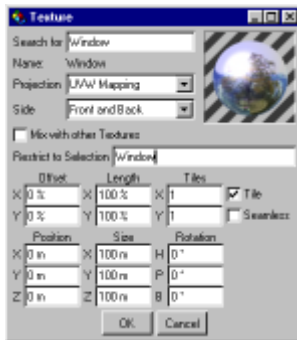 Texture
Search for Window
Name: Window
Projection UVW Mapping
Side Front and Back
Mix with other Textures
Restrict to Selection Window
Offset Length Tiles
X 0 % X 100 % X 1 Tile
Y 0 % Y 100 % Y 1 Seamless
Position Size Rotation
X 0 m X 100 m H 0 °
Y 0 m Y 100 m P 0 °
Z 0 m Z 100 m B 0 °
OK Cancel